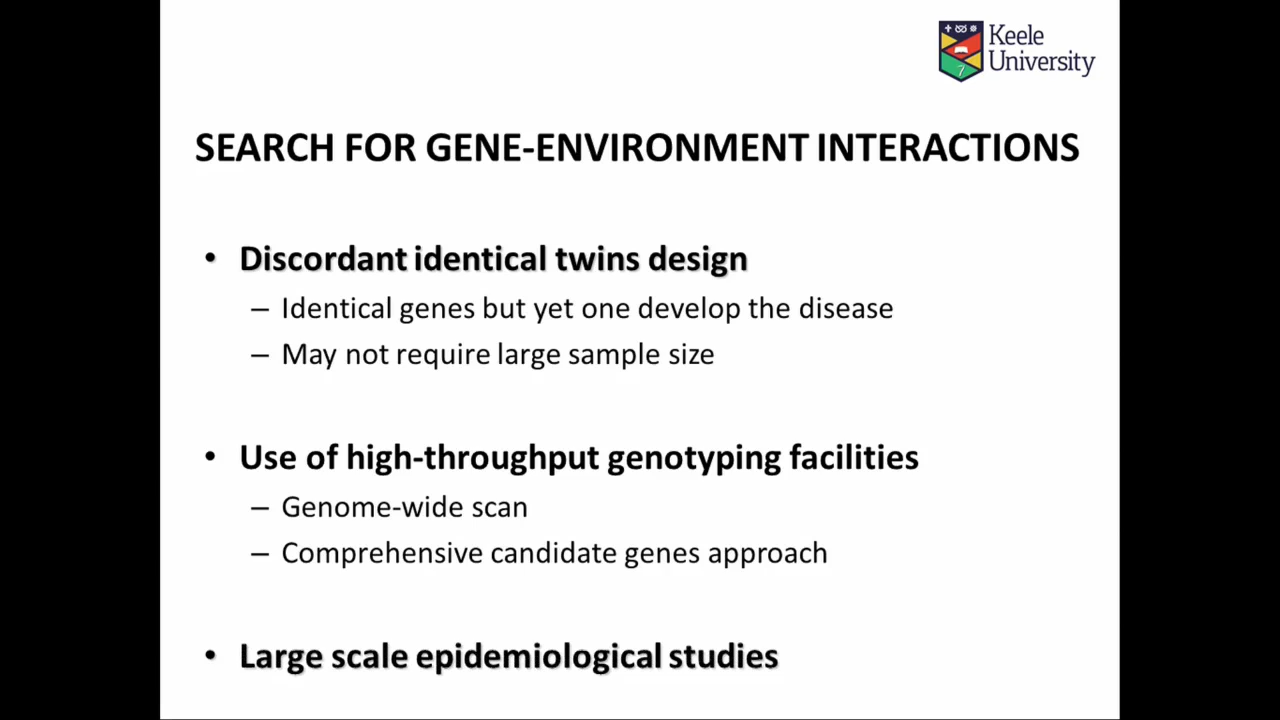 Keele
University
SEARCH FOR GENE-ENVIRONMENT INTERACTIONS
• Discordant identical twins design
– Identical genes but yet one develop the disease
– May not require large sample size
• Use of high-throughput genotyping facilities
– Genome-wide scan
– Comprehensive candidate genes approach
• Large scale epidemiological studies